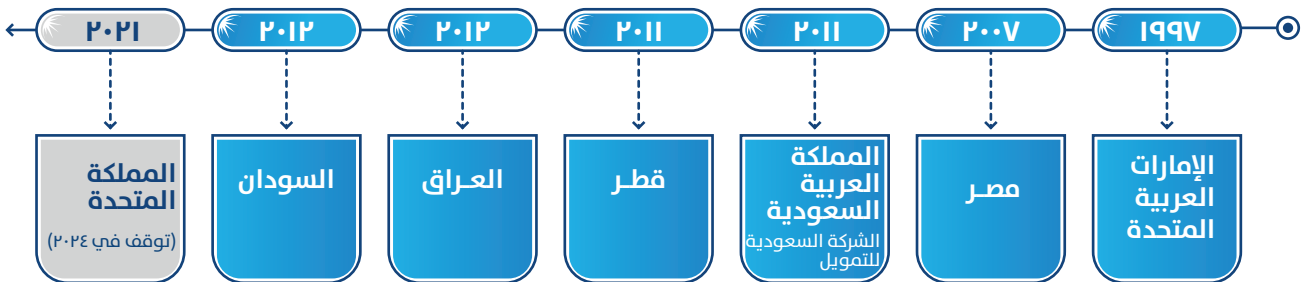 ١٩٩٧
٢٠٠٧
٢٠١١
٢٠١١
٢٠١٢
٢٠١٢
٢٠٢١
الإمارات
العربية
المتحدة
مصـر
المملكة
العربية
السعودية
الشركة السعودية
للتمويل
قطـر
العـراق
السودان
المملكة
المتحدة
(توقف في ٢٠٢٤)